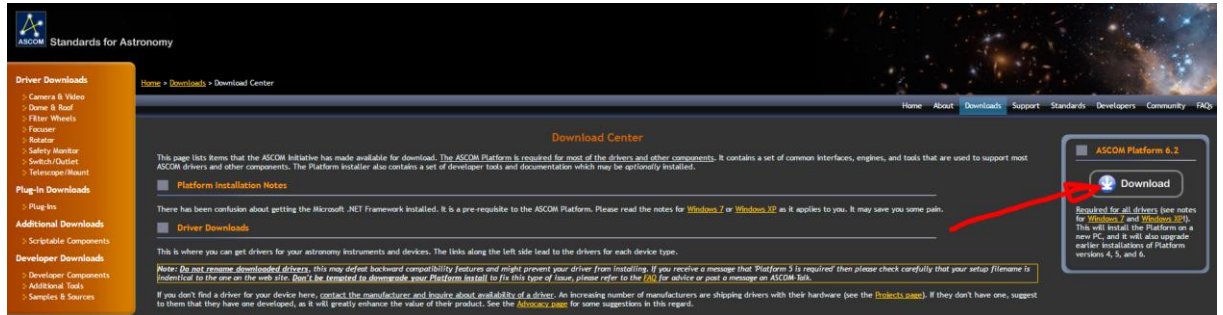 ASCOM Standards for Astronomy
Driver Downloads
Camera & Video
Dome & Roof
Filter Wheels
Focuser
Rotator
Safety Monitor
Switch/Outlet
Telescope/Mount
Plug-in Downloads
Plug-ins
Additional Downloads
Scriptable Components
Developer Downloads
Developer Components
Additional Tools
Samples & Sources
Home > Downloads > Download Center
Home About Downloads Support Standards Developers Community FAQs
Download Center
This page lists items that the ASCOM Initiative has made available for download. The ASCOM Platform is required for most of the drivers and other components. It contains a set of common interfaces, engines, and tools that are used to support most
ASCOM drivers and other components. The Platform installer also contains a set of developer tools and documentation which may be optionally installed.
Platform Installation Notes
There has been confusion about getting the Microsoft .NET Framework installed. It is a pre-requisite to the ASCOM Platform. Please read the notes for Windows 7 or Windows XP as it applies to you. It may save you some pain.
Driver Downloads
This is where you can get drivers for your astronomy instruments and devices. The links along the left side lead to the drivers for each device type.
Note: Do not rename downloaded drivers, this may defeat backward compatibility features and might prevent your driver from installing. If you receive a message that 'Platform 5 is required' then please check carefully that your setup filename is
indentical to the one on the web site. Don't be tempted to downgrade your Platform install to fix this type of issue, please refer to the FAQ for advice or post a message on ASCOM-Talk.
If you don't find a driver for your device here, contact the manufacturer and inquire about availability of a driver. An increasing number of manufacturers are shipping drivers with their hardware (see the Projects page). If they don't have one, suggest
to them that they have one developed, as it will greatly enhance the value of their product. See the Advocacy page for some suggestions in this regard.
ASCOM Platform 6.2
Download
Required for all drivers (see notes
for Windows 7 and Windows XP!).
This will install the Platform on a
new PC, and it will also upgrade
earlier installations of Platform
versions 4, 5, and 6.